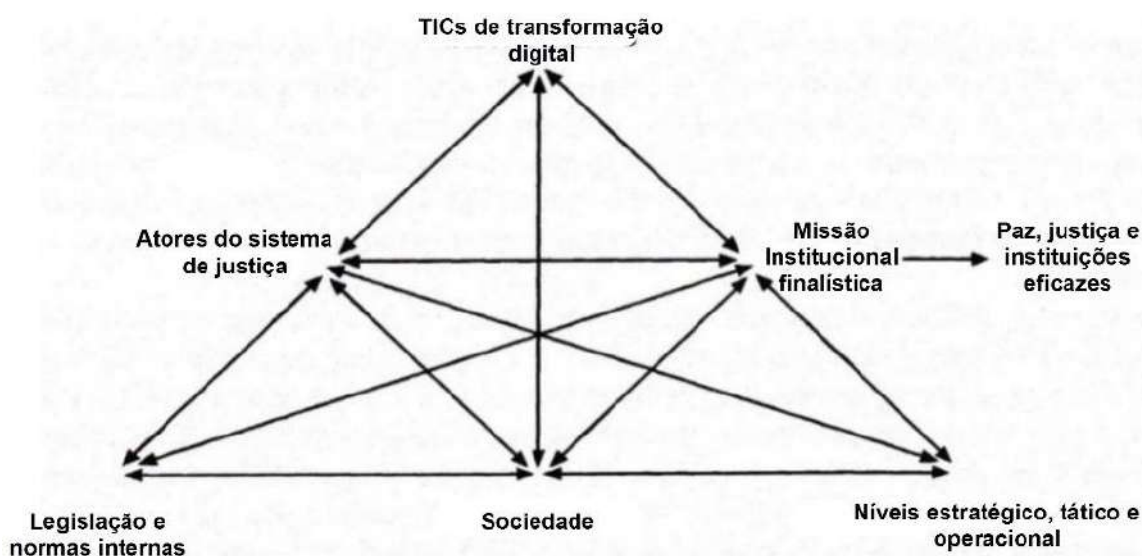 TICs de transformação
digital
Atores do sistema
de justiça
Missão
Institucional
finalística
Paz, justiça e
instituições
eficazes
Legislação e
normas internas
Sociedade
Níveis estratégico, tático e
operacional